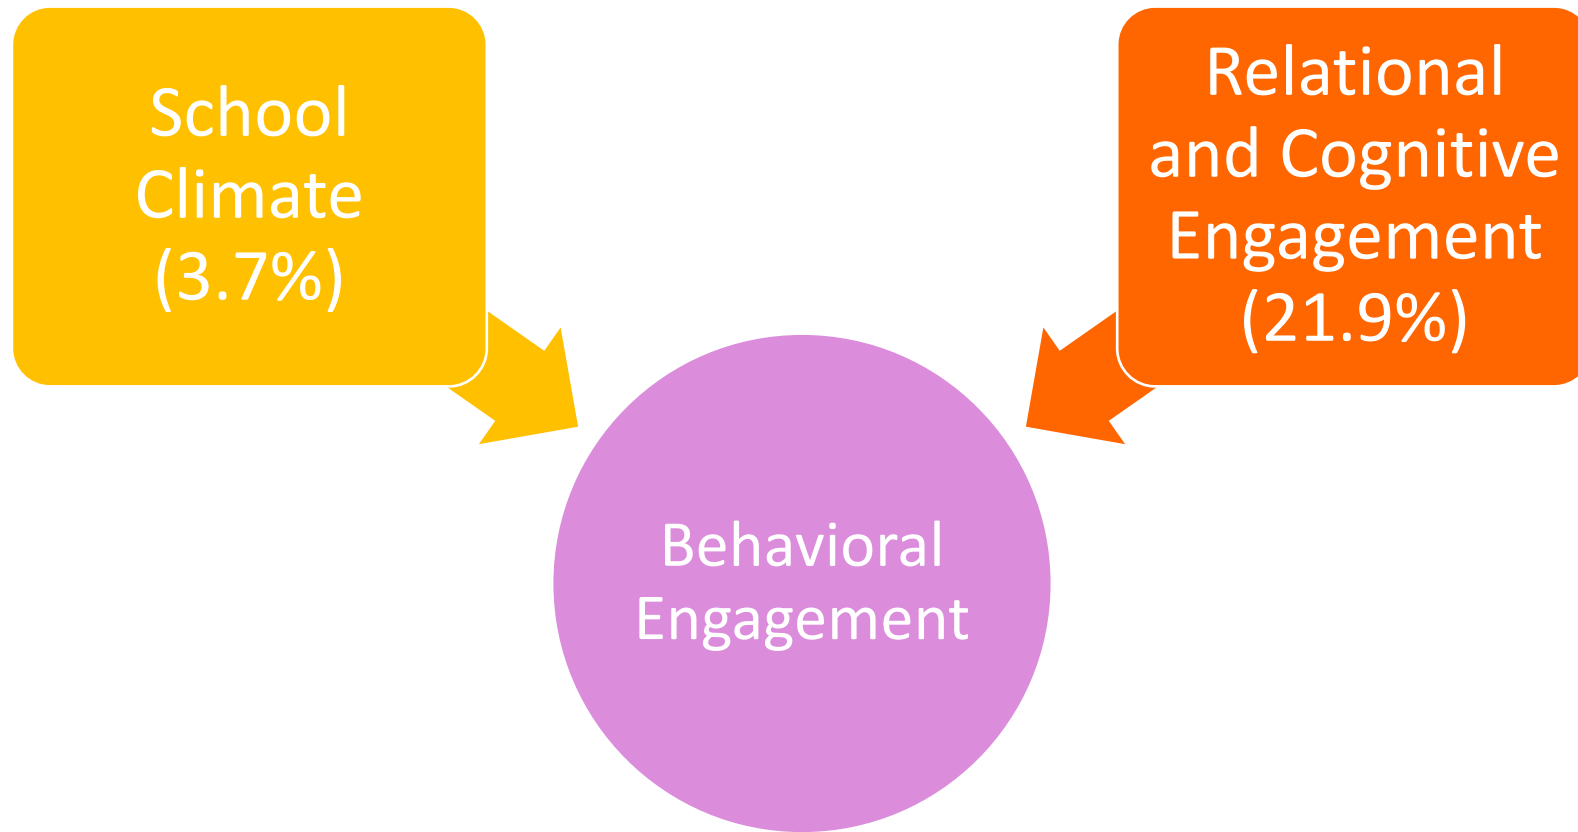 School
Climate
(3.7%)
Relational
and Cognitive
Engagement
(21.9%)
Behavioral
Engagement